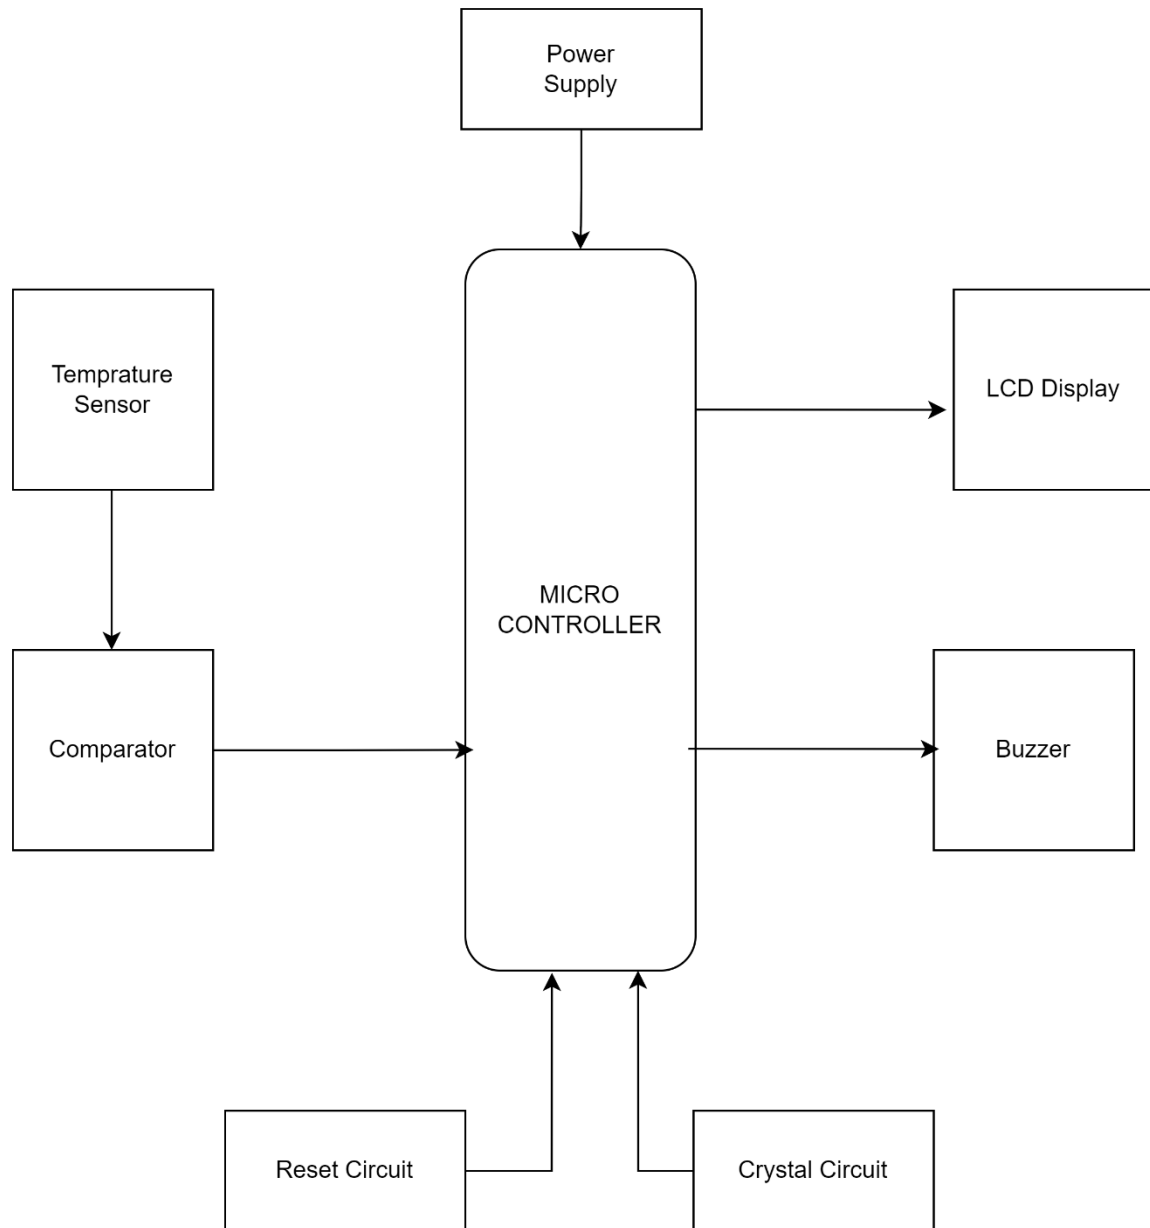 Power
Supply
Temprature
Sensor
LCD Display
MICRO
CONTROLLER
Comparator
Buzzer
Reset Circuit
Crystal Circuit